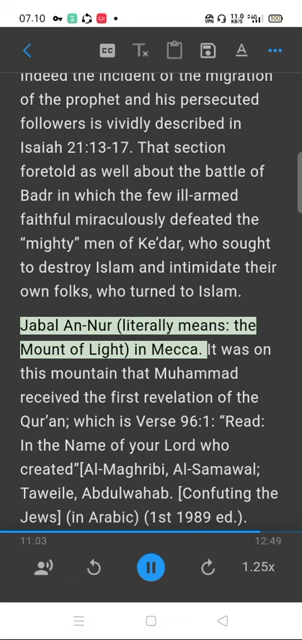 07.10
11.0
KB/S
CC
indeed the incident of the migration
of the prophet and his persecuted
followers is vividly described in
Isaiah 21:13-17. That section
foretold as well about the battle of
Badr in which the few ill-armed
faithful miraculously defeated the
“mighty” men of Ke’dar, who sought
to destroy Islam and intimidate their
own folks, who turned to Islam.
Jabal An-Nur (literally means: the
Mount of Light) in Mecca. It was on
this mountain that Muhammad
received the first revelation of the
Qur’an; which is Verse 96:1: “Read:
In the Name of your Lord who
created”[Al-Maghribi, Al-Samawal;
Taweile, Abdulwahab. [Confuting the
Jews] (in Arabic) (1st 1989 ed.).
11:03 12:49
1.25x